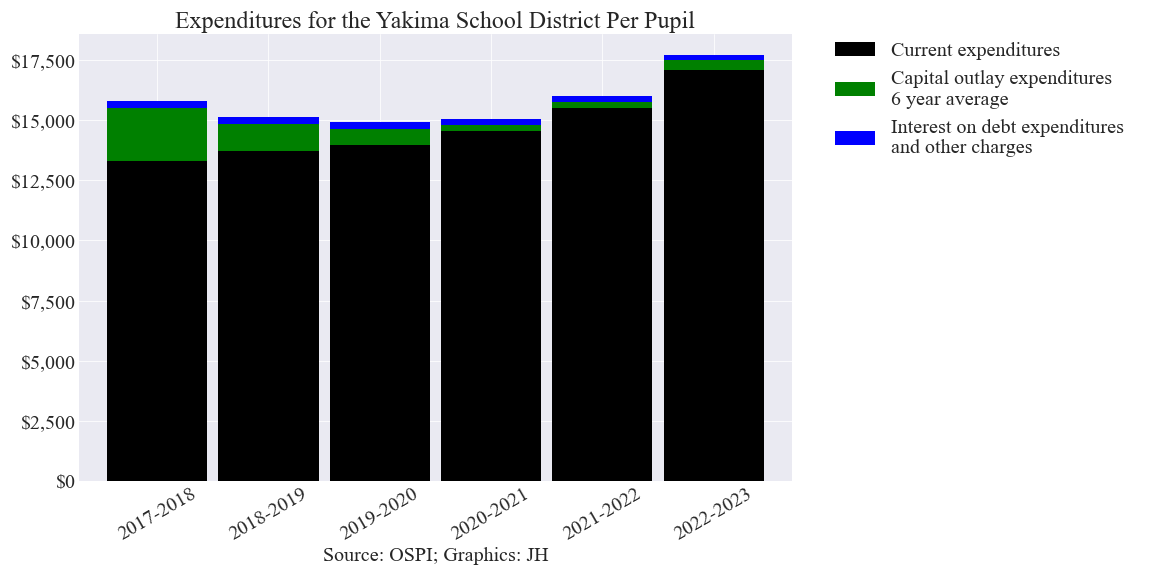 Expenditures for the Yakima School District Per Pupil
$17,500
$15,000
$12,500
$10,000
$7,500
$5,000
$2,500
$0
2017-2018
2018-2019
2019-2020
2020-2021
2021-2022
2022-2023
Source: OSPI; Graphics: JH
Current expenditures
Capital outlay expenditures
6 year average
Interest on debt expenditures
and other charges